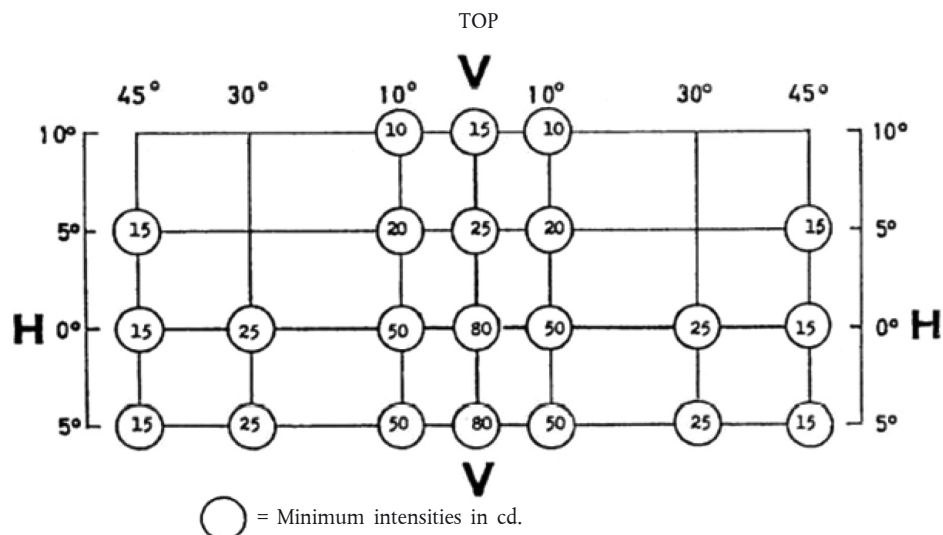 TOP
V
45° 30° 10° 10° 30° 45°
10° 10 15 10 10°
5° 15 20 25 20 15 5°
H 0° 15 25 50 80 50 25 15 0° H
5° 15 25 50 80 50 25 15 5°
V
= Minimum intensities in cd.